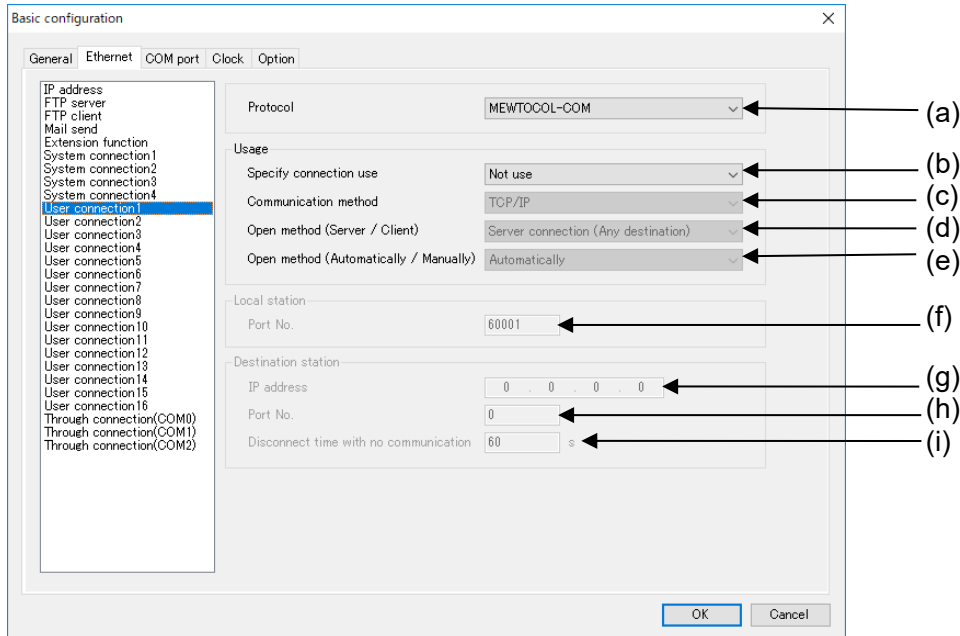 Basic configuration
General Ethernet COM port Clock Option
IP address
FTP server
FTP client
Mail send
Extension function
System connection1
System connection2
System connection3
System connection4
User connection1
User connection2
User connection3
User connection4
User connection5
User connection6
User connection7
User connection8
User connection9
User connection10
User connection11
User connection12
User connection13
User connection14
User connection15
User connection16
Through connection(COM0)
Through connection(COM1)
Through connection(COM2)
Protocol MEWTOCOL-COM (a)
Usage
Specify connection use Not use (b)
Communication method TCP/IP (c)
Open method (Server / Client) Server connection (Any destination) (d)
Open method (Automatically / Manually) Automatically (e)
Local station
Port No. 60001 (f)
Destination station
IP address 0 . 0 . 0 . 0 (g)
Port No. 0 (h)
Disconnect time with no communication 60 s (i)
OK Cancel